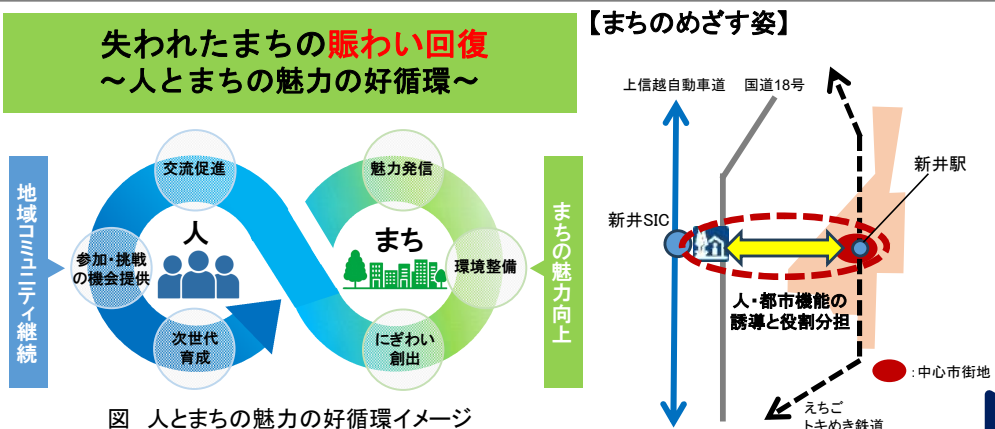 失われたまちの賑わい回復
~人とまちの魅力の好循環~
地域コミュニティ継続
交流促進
人
参加・挑戦
の機会提供
次世代
育成
魅力発信
まち
環境整備
にぎわい
創出
まちの魅力向上
図 人とまちの魅力の好循環イメージ
【まちのめざす姿】
上信越自動車道 国道18号
新井駅
新井SIC
人・都市機能の
誘導と役割分担
:中心市街地
えちご
トキめき鉄道